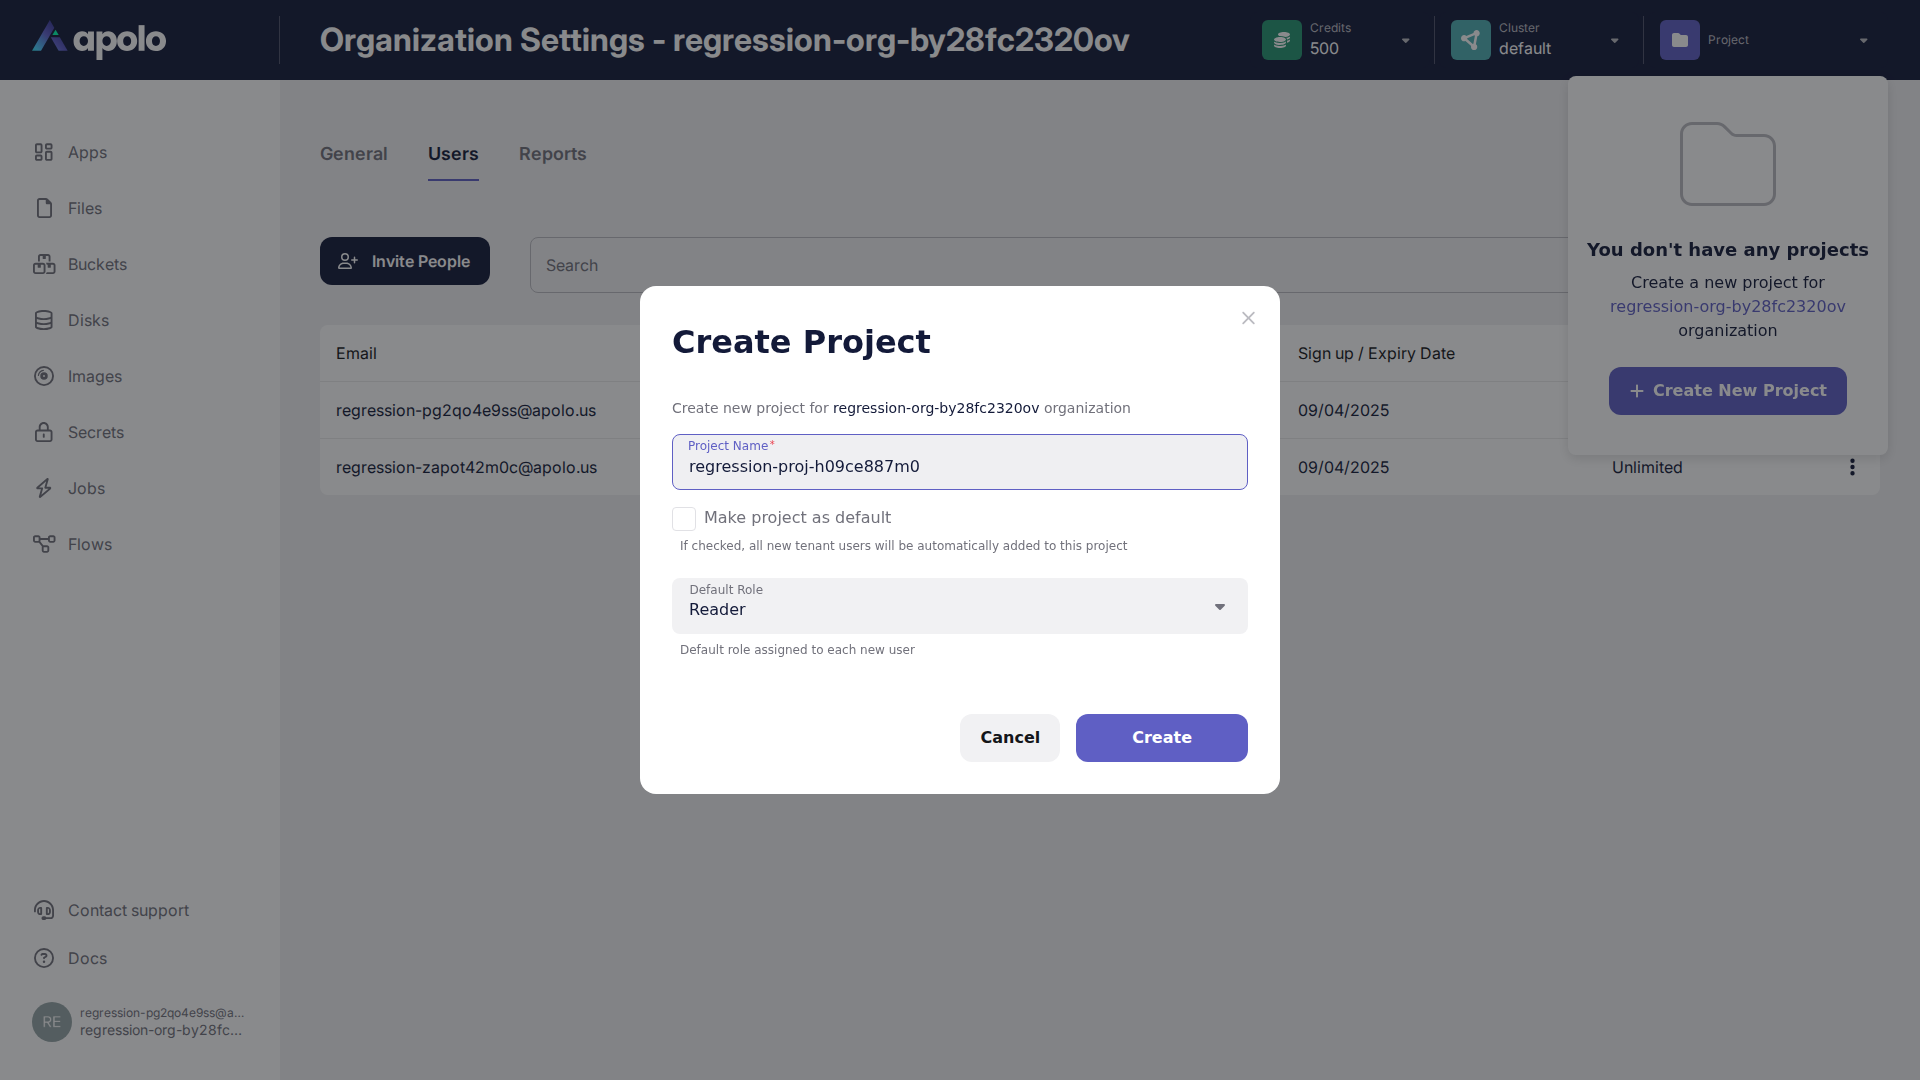 apolo
Organization Settings - regression-org-by28fc2320ov
Credits
500
Cluster
default
Project
Apps
Files
Buckets
Disks
Images
Secrets
Jobs
Flows
Contact support
Docs
RE
regression-pg2qo4e9ss@a...
regression-org-by28fc...
General
Users
Reports
Invite People
Search
Email
Sign up / Expiry Date
regression-pg2qo4e9ss@apolo.us
09/04/2025
regression-zapot42m0c@apolo.us
09/04/2025
Unlimited
You don't have any projects
Create a new project for
regression-org-by28fc2320ov
organization
Create New Project
Create Project
Create new project for regression-org-by28fc2320ov organization
Project Name*
regression-proj-h09ce887m0
Make project as default
If checked, all new tenant users will be automatically added to this project
Default Role
Reader
Default role assigned to each new user
Cancel
Create